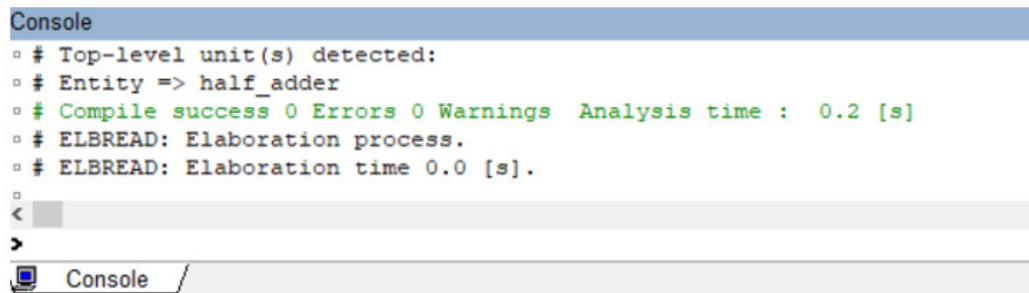 Console
# Top-level unit(s) detected:
# Entity => half_adder
# Compile success 0 Errors 0 Warnings  Analysis time :  0.2 [s]
# ELBREAD: Elaboration process.
# ELBREAD: Elaboration time 0.0 [s].
>
Console